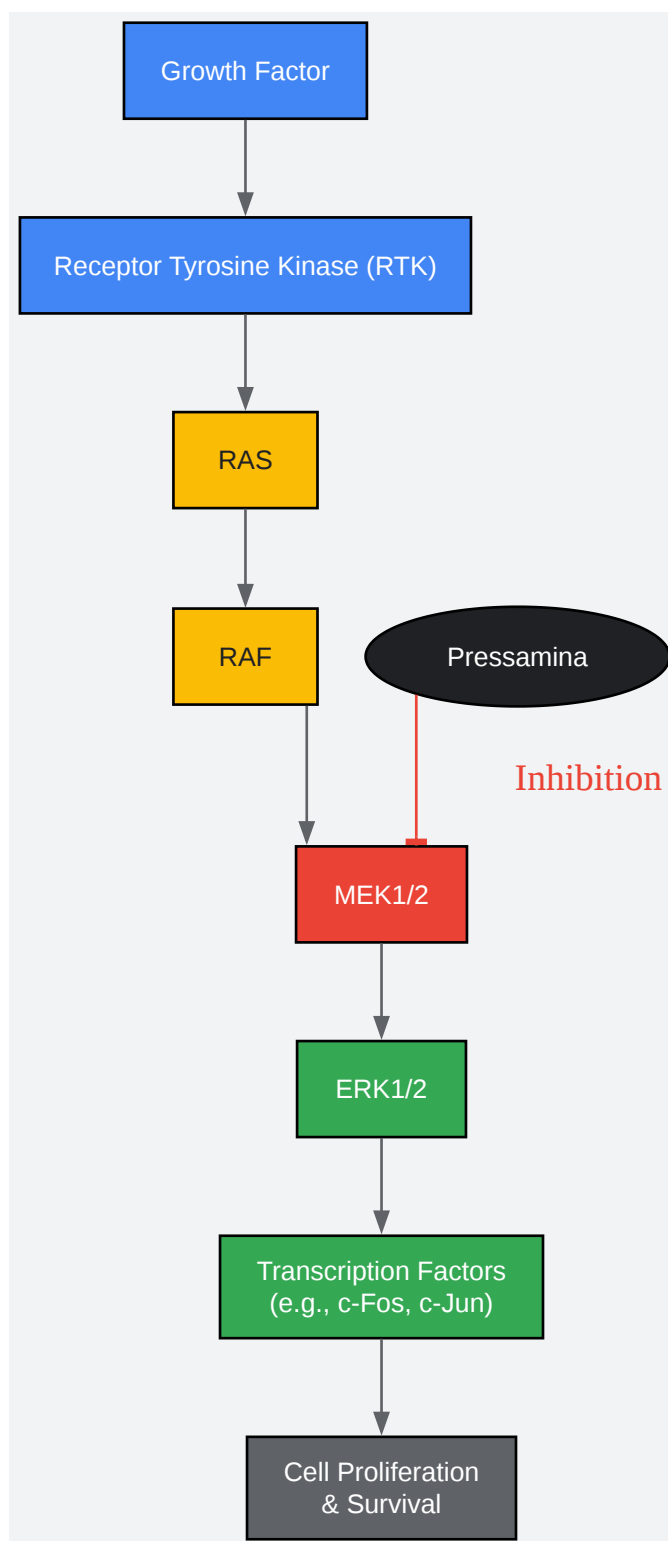 Growth Factor
Receptor Tyrosine Kinase (RTK)
RAS
RAF
Pressamina
Inhibition
MEK1/2
ERK1/2
Transcription Factors
(e.g., c-Fos, c-Jun)
Cell Proliferation
& Survival